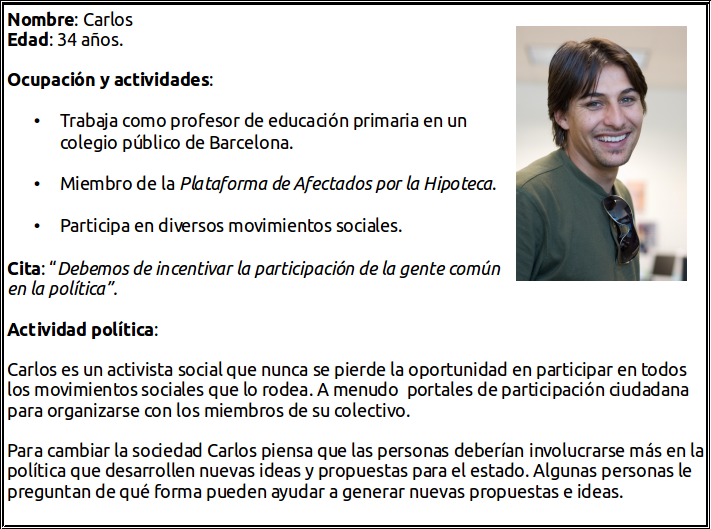 Nombre: Carlos
Edad: 34 años.
Ocupación y actividades:
• Trabaja como profesor de educación primaria en un
colegio público de Barcelona.
• Miembro de la Plataforma de Afectados por la Hipoteca.
• Participa en diversos movimientos sociales.
Cita: “Debemos de incentivar la participación de la gente común
en la política”.
Actividad política:
Carlos es un activista social que nunca se pierde la oportunidad en participar en todos
los movimientos sociales que lo rodea. A menudo  portales de participación ciudadana
para organizarse con los miembros de su colectivo.
Para cambiar la sociedad Carlos piensa que las personas deberían involucrarse más en la
política que desarrollen nuevas ideas y propuestas para el estado. Algunas personas le
preguntan de qué forma pueden ayudar a generar nuevas propuestas e ideas.